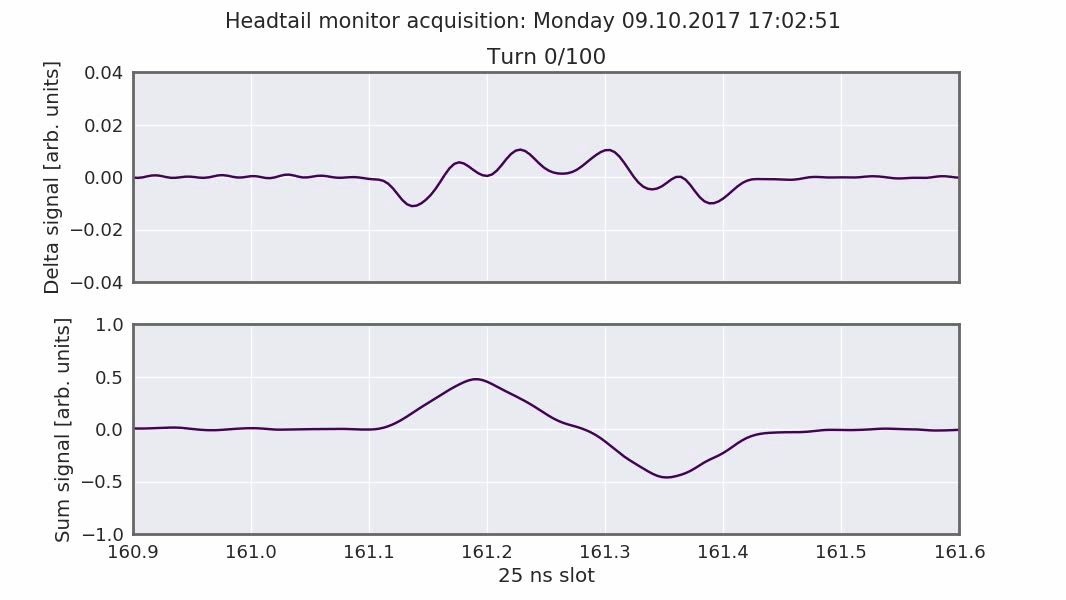 Headtail monitor acquisition: Monday 09.10.2017 17:02:51
Turn 0/100
Delta signal [arb. units]
0.04
0.02
0.00
−0.02
−0.04
Sum signal [arb. units]
1.0
0.5
0.0
−0.5
−1.0
160.9 161.0 161.1 161.2 161.3 161.4 161.5 161.6
25 ns slot